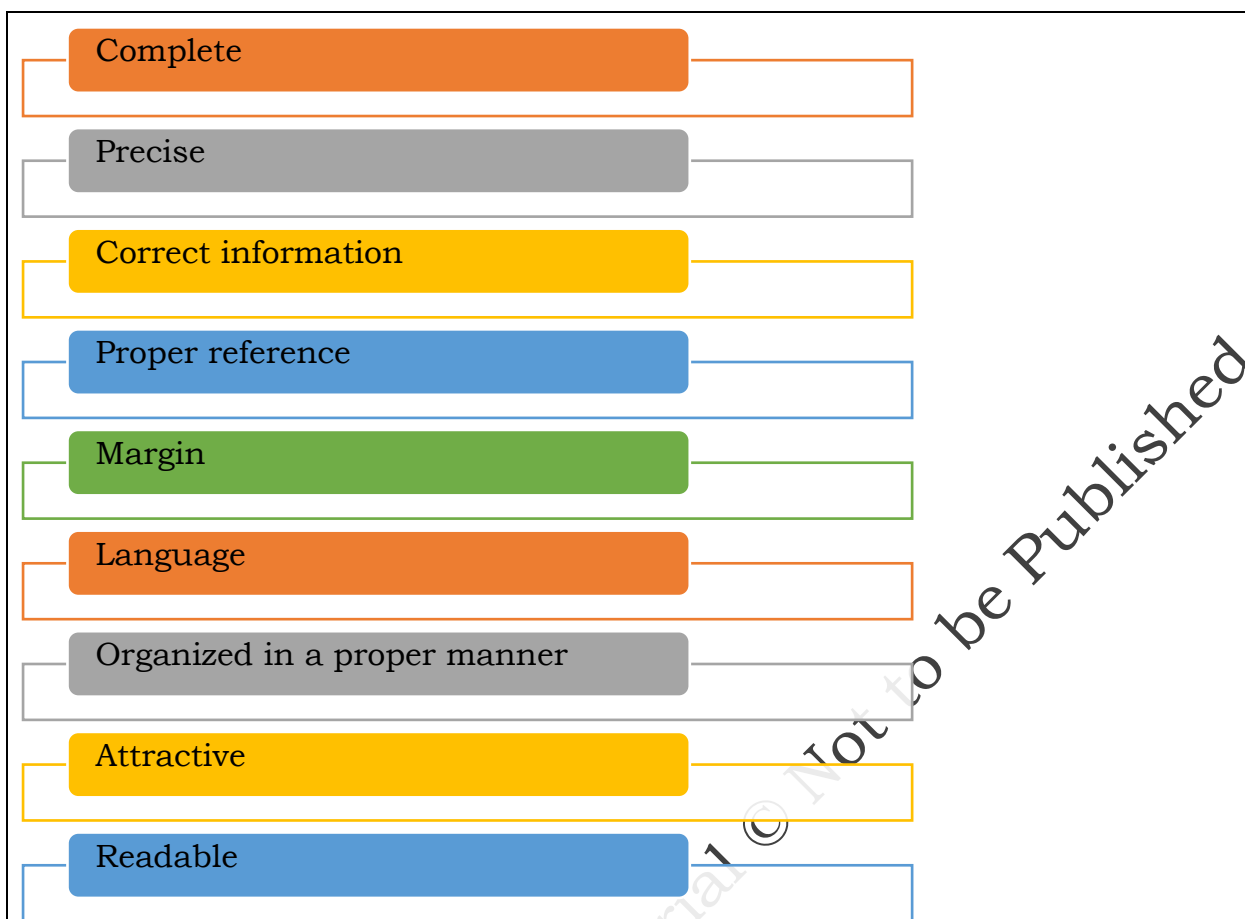 Complete
Precise
Correct information
Proper reference
Margin
Language
Organized in a proper manner
Attractive
Readable
© Not to be Published